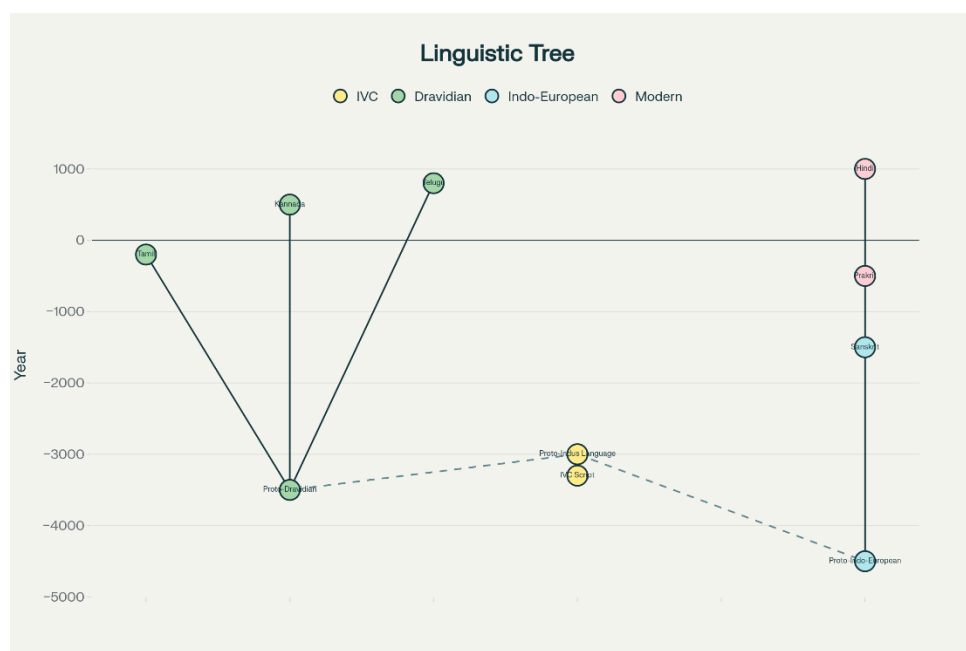 Linguistic Tree
IVC Dravidian Indo-European Modern
1000
0
−1000
−2000
−3000
−4000
−5000
Year
Hindi
Telugu
Kannada
Tamil
Prakrit
Sanskrit
Proto-Indus Language
IVC Script
Proto-Dravidian
Proto-Indo-European